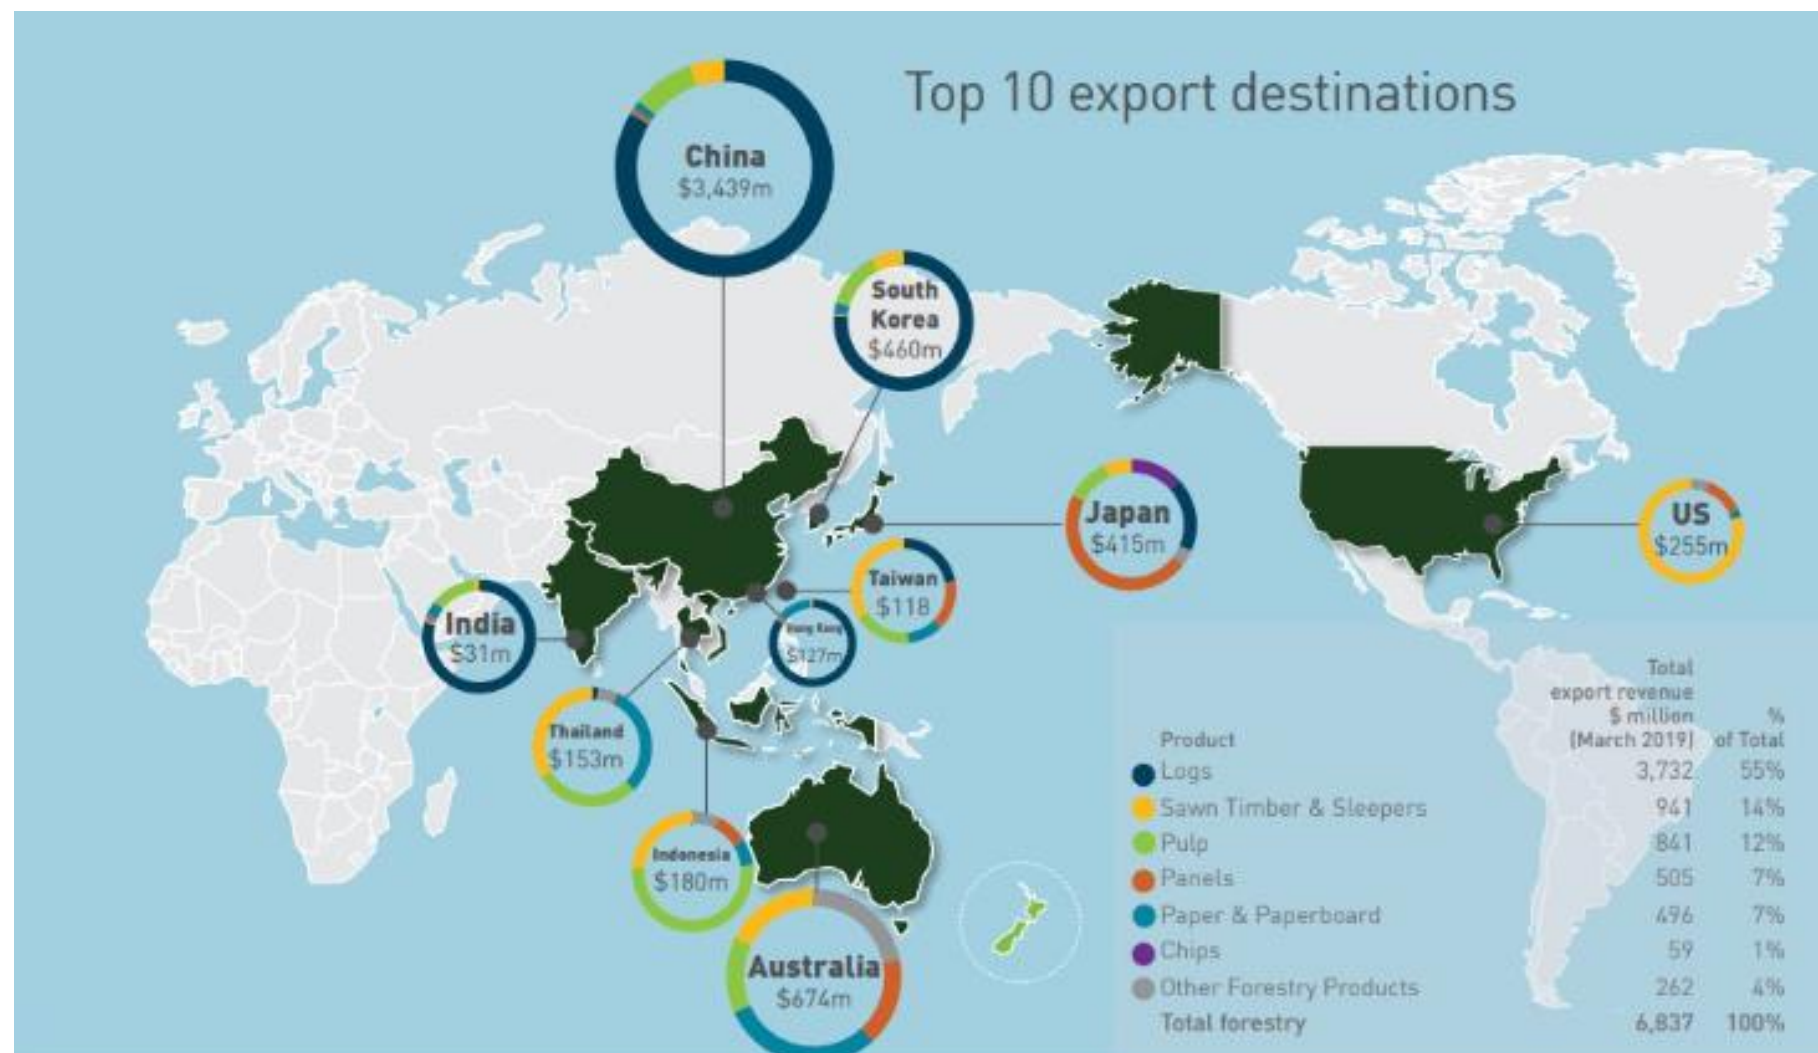 Top 10 export destinations
China
$3,439m
South
Korea
$460m
Japan
$415m
US
$255m
Taiwan
$118
Hong Kong
$127m
India
$31m
Thailand
$153m
Indonesia
$180m
Australia
$674m
Total
export revenue
$ million %
Product (March 2019) of Total
Logs 3,732 55%
Sawn Timber & Sleepers 941 14%
Pulp 841 12%
Panels 505 7%
Paper & Paperboard 496 7%
Chips 59 1%
Other Forestry Products 262 4%
Total forestry 6,837 100%